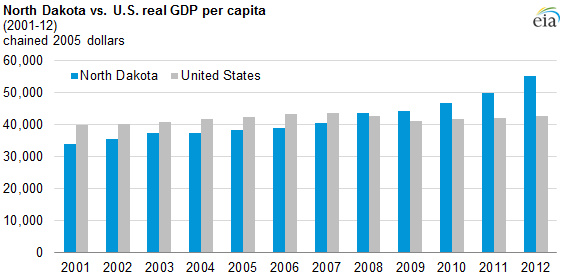 North Dakota vs. U.S. real GDP per capita
(2001-12)
chained 2005 dollars
eia
60,000
North Dakota United States
50,000
40,000
30,000
20,000
10,000
0
2001 2002 2003 2004 2005 2006 2007 2008 2009 2010 2011 2012